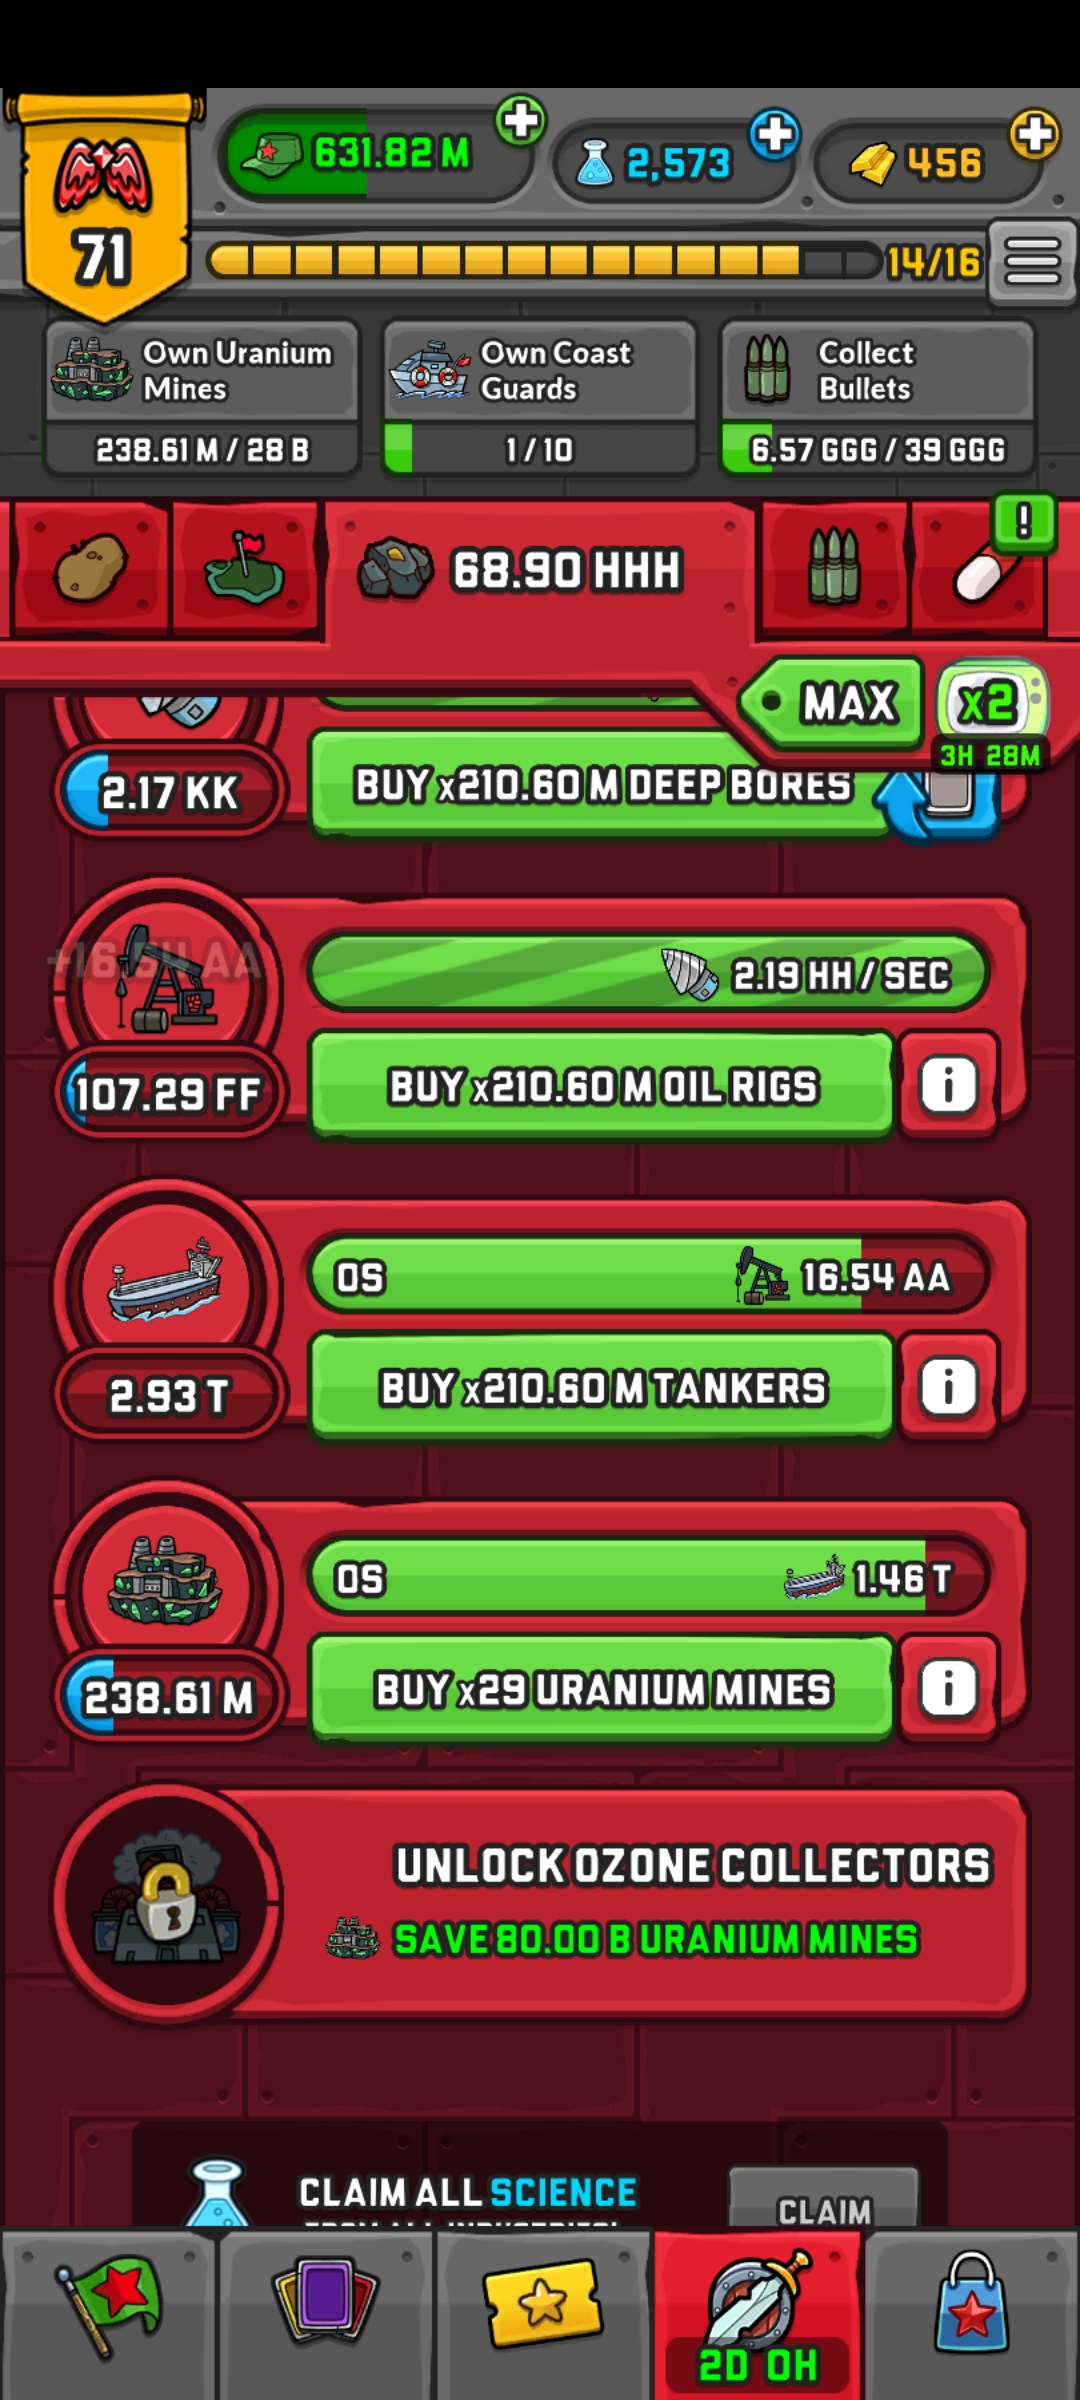 631.82 M
2,573
456
71
14/16
Own Uranium
Mines
238.61 M / 28 B
Own Coast
Guards
1 / 10
Collect
Bullets
6.57 GGG / 39 GGG
!
68.90 HHH
MAX
x2
3H 28M
2.17 KK
BUY x210.60 M DEEP BORES
+16.54 AA
2.19 HH / SEC
107.29 FF
BUY x210.60 M OIL RIGS
i
0S
16.54 AA
2.93 T
BUY x210.60 M TANKERS
i
0S
1.46 T
238.61 M
BUY x29 URANIUM MINES
i
UNLOCK OZONE COLLECTORS
SAVE 80.00 B URANIUM MINES
CLAIM ALL SCIENCE
FROM ALL INDUSTRIES!
CLAIM
2D 0H